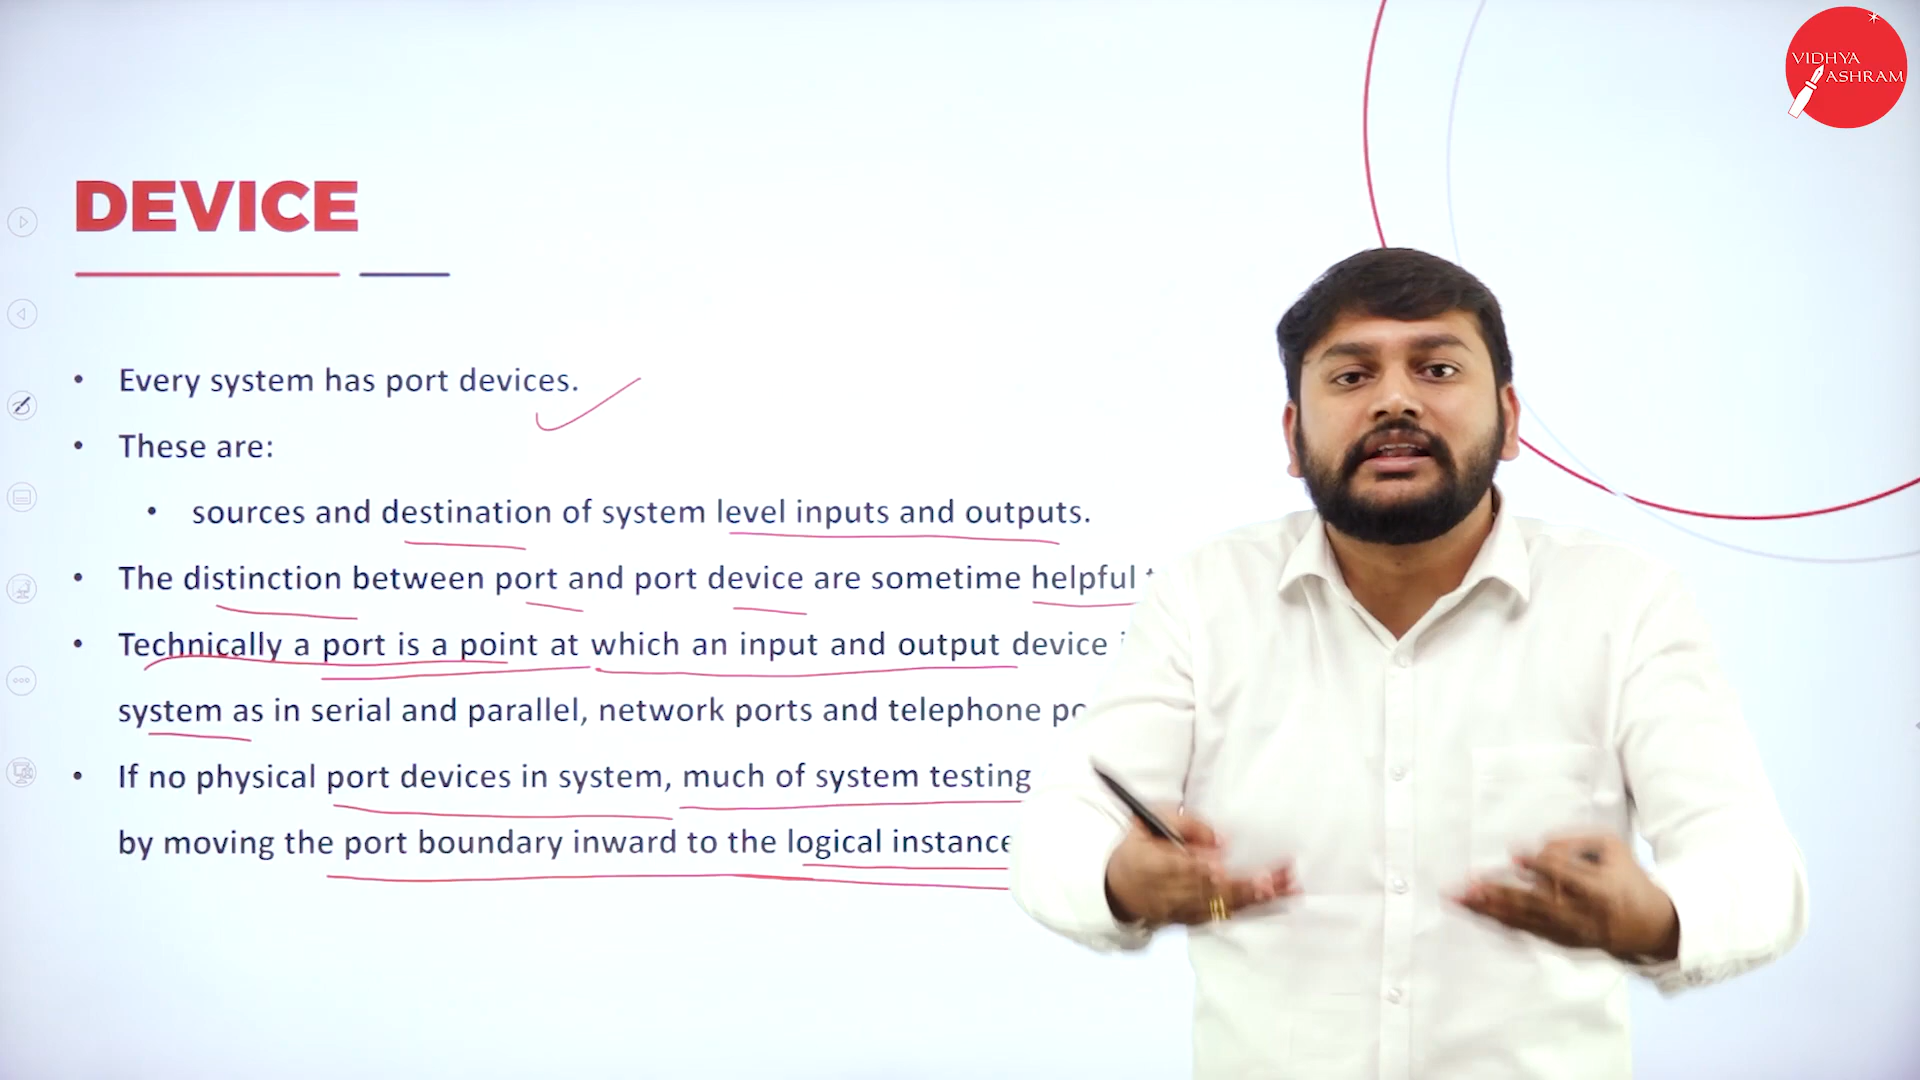 VIDHYA
ASHRAM
DEVICE
• Every system has port devices.
• These are:
• sources and destination of system level inputs and outputs.
• The distinction between port and port device are sometime helpful
• Technically a port is a point at which an input and output device
system as in serial and parallel, network ports and telephone
• If no physical port devices in system, much of system testing
by moving the port boundary inward to the logical instance